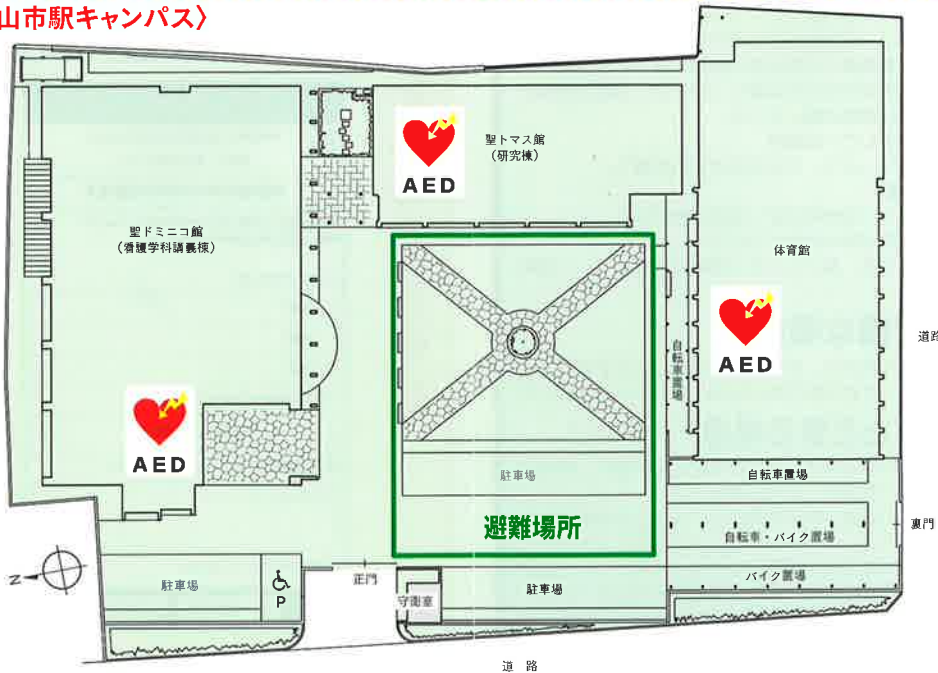 山市駅キャンパス〉
聖トマス館
(研究棟)
AED
聖ドミニコ館
(看護学科講義棟)
体育館
AED
道路
自転車置場
AED
駐車場
自転車置場
避難場所
自転車・バイク置場
裏門
N
駐車場
P
正門
守衛室
駐車場
バイク置場
道 路